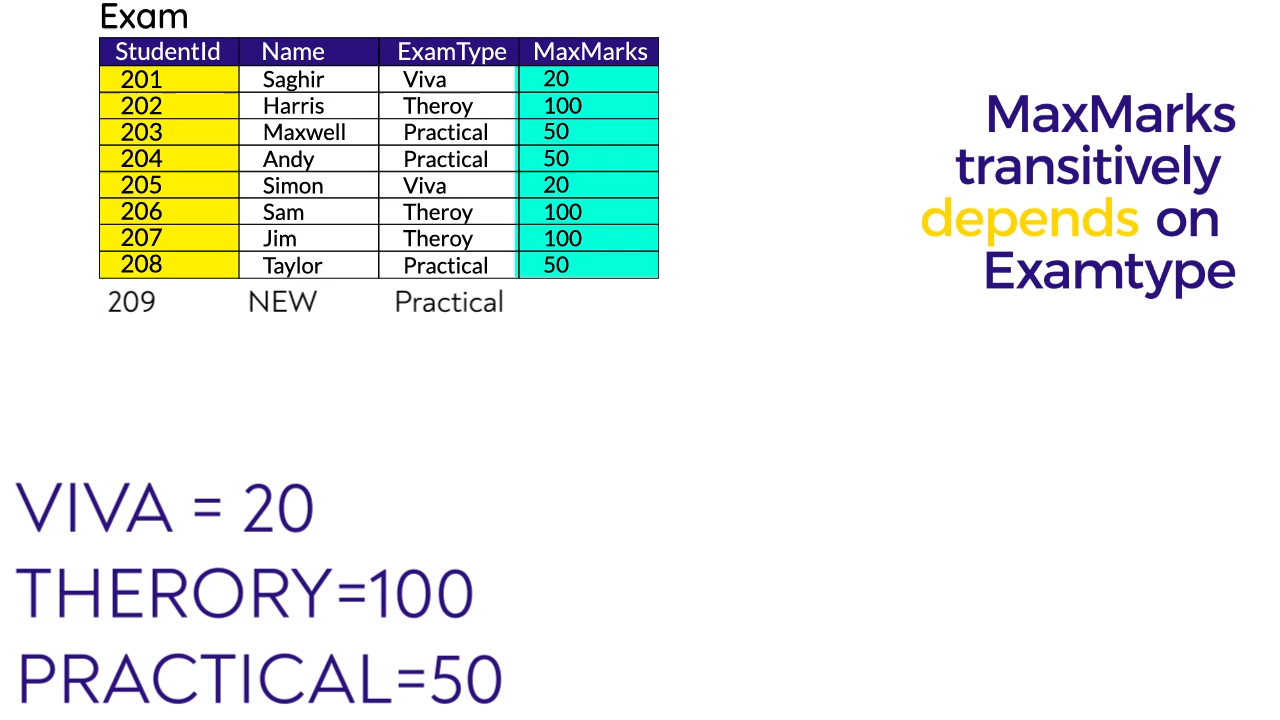 Exam
StudentId Name ExamType MaxMarks
201 Saghir Viva 20
202 Harris Theroy 100
203 Maxwell Practical 50
204 Andy Practical 50
205 Simon Viva 20
206 Sam Theroy 100
207 Jim Theroy 100
208 Taylor Practical 50
209 NEW Practical
MaxMarks
transitively
depends on
Examtype
VIVA = 20
THERORY=100
PRACTICAL=50